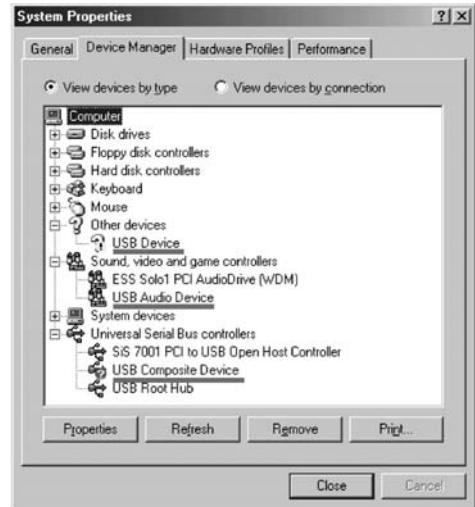 System Properties
General Device Manager Hardware Profiles Performance
View devices by type View devices by connection
Computer
Disk drives
Floppy disk controllers
Hard disk controllers
Keyboard
Mouse
Other devices
USB Device
Sound, video and game controllers
ESS Solo1 PCI AudioDrive (WDM)
USB Audio Device
System devices
Universal Serial Bus controllers
SiS 7001 PCI to USB Open Host Controller
USB Composite Device
USB Root Hub
Properties Refresh Remove Print...
Close Cancel